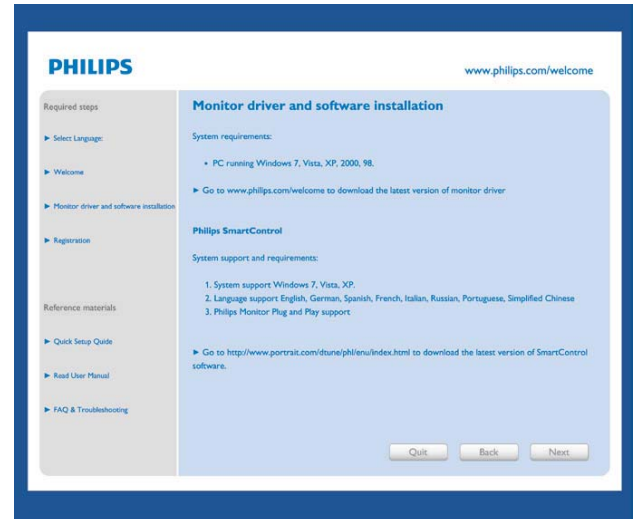 PHILIPS
www.philips.com/welcome
Required steps
► Select Language:
► Welcome
► Monitor driver and software installation
► Registration
Reference materials
► Quick Setup Quide
► Read User Manual
► FAQ & Troubleshooting
Monitor driver and software installation
System requirements:
• PC running Windows 7, Vista, XP, 2000, 98.
► Go to www.philips.com/welcome to download the latest version of monitor driver
Philips SmartControl
System support and requirements:
1. System support Windows 7, Vista, XP.
2. Language support English, German, Spanish, French, Italian, Russian, Portuguese, Simplified Chinese
3. Philips Monitor Plug and Play support
► Go to http://www.portrait.com/dtune/phl/enu/index.html to download the latest version of SmartControl
software.
Quit
Back
Next